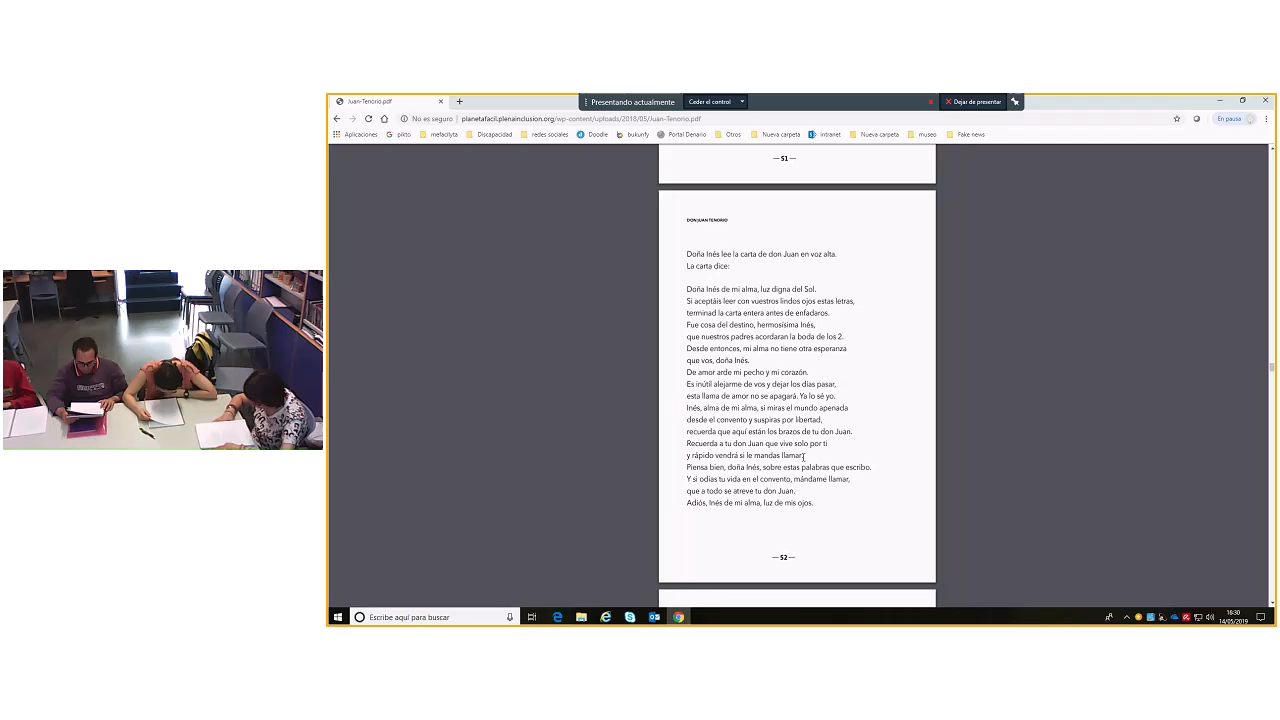 Juan-Tenorio.pdf
Presentando actualmente
Ceder el control
Dejar de presentar
No es seguro
planetafacil.plenainclusion.org/wp-content/uploads/2018/05/Juan-Tenorio.pdf
En pausa
Aplicaciones
pikto
mefacilyta
Discapacidad
redes sociales
Doodle
bukunfy
Portal Denario
Otros
Nueva carpeta
intranet
Nueva carpeta
museo
Fake news
— 51 —
DON JUAN TENORIO
Doña Inés lee la carta de don Juan en voz alta.
La carta dice:
Doña Inés de mi alma, luz digna del Sol.
Si aceptáis leer con vuestros lindos ojos estas letras,
terminad la carta entera antes de enfadaros.
Fue cosa del destino, hermosísima Inés,
que nuestros padres acordaran la boda de los 2.
Desde entonces, mi alma no tiene otra esperanza
que vos, doña Inés.
De amor arde mi pecho y mi corazón.
Es inútil alejarme de vos y dejar los días pasar,
esta llama de amor no se apagará. Ya lo sé yo.
Inés, alma de mi alma, si miras el mundo apenada
desde el convento y suspiras por libertad,
recuerda que aquí están los brazos de tu don Juan.
Recuerda a tu don Juan que vive solo por ti
y rápido vendrá si le mandas llamar.
Piensa bien, doña Inés, sobre estas palabras que escribo.
Y si odias tu vida en el convento, mándame llamar,
que a todo se atreve tu don Juan.
Adiós, Inés de mi alma, luz de mis ojos.
— 52 —
Escribe aquí para buscar
18:30
14/05/2019